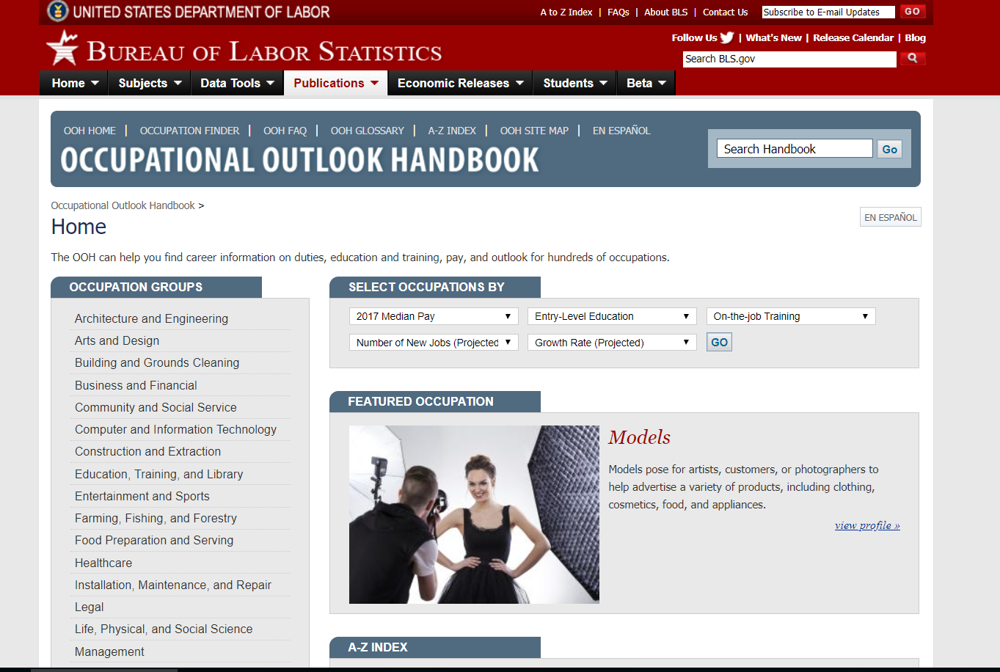 UNITED STATES DEPARTMENT OF LABOR
A to Z Index | FAQs | About BLS | Contact Us
Subscribe to E-mail Updates
GO
Follow Us | What's New | Release Calendar | Blog
BUREAU OF LABOR STATISTICS
Search BLS.gov
Home
Subjects
Data Tools
Publications
Economic Releases
Students
Beta
OOH HOME | OCCUPATION FINDER | OOH FAQ | OOH GLOSSARY | A-Z INDEX | OOH SITE MAP | EN ESPAÑOL
OCCUPATIONAL OUTLOOK HANDBOOK
Search Handbook
Go
Occupational Outlook Handbook >
Home
EN ESPAÑOL
The OOH can help you find career information on duties, education and training, pay, and outlook for hundreds of occupations.
OCCUPATION GROUPS
Architecture and Engineering
Arts and Design
Building and Grounds Cleaning
Business and Financial
Community and Social Service
Computer and Information Technology
Construction and Extraction
Education, Training, and Library
Entertainment and Sports
Farming, Fishing, and Forestry
Food Preparation and Serving
Healthcare
Installation, Maintenance, and Repair
Legal
Life, Physical, and Social Science
Management
SELECT OCCUPATIONS BY
2017 Median Pay
Entry-Level Education
On-the-job Training
Number of New Jobs (Projected
Growth Rate (Projected)
GO
FEATURED OCCUPATION
Models
Models pose for artists, customers, or photographers to
help advertise a variety of products, including clothing,
cosmetics, food, and appliances.
view profile »
A-Z INDEX